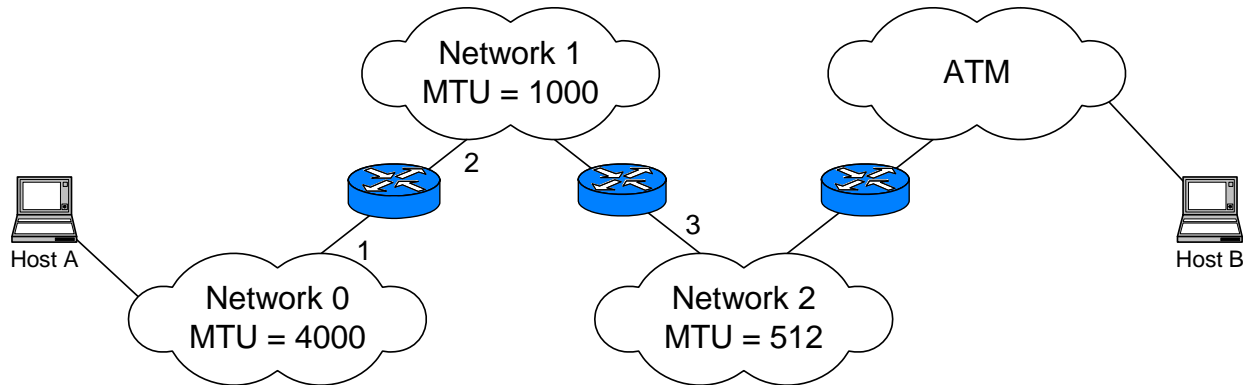 Network 1
MTU = 1000
ATM
2
Host A
1
3
Host B
Network 0
MTU = 4000
Network 2
MTU = 512